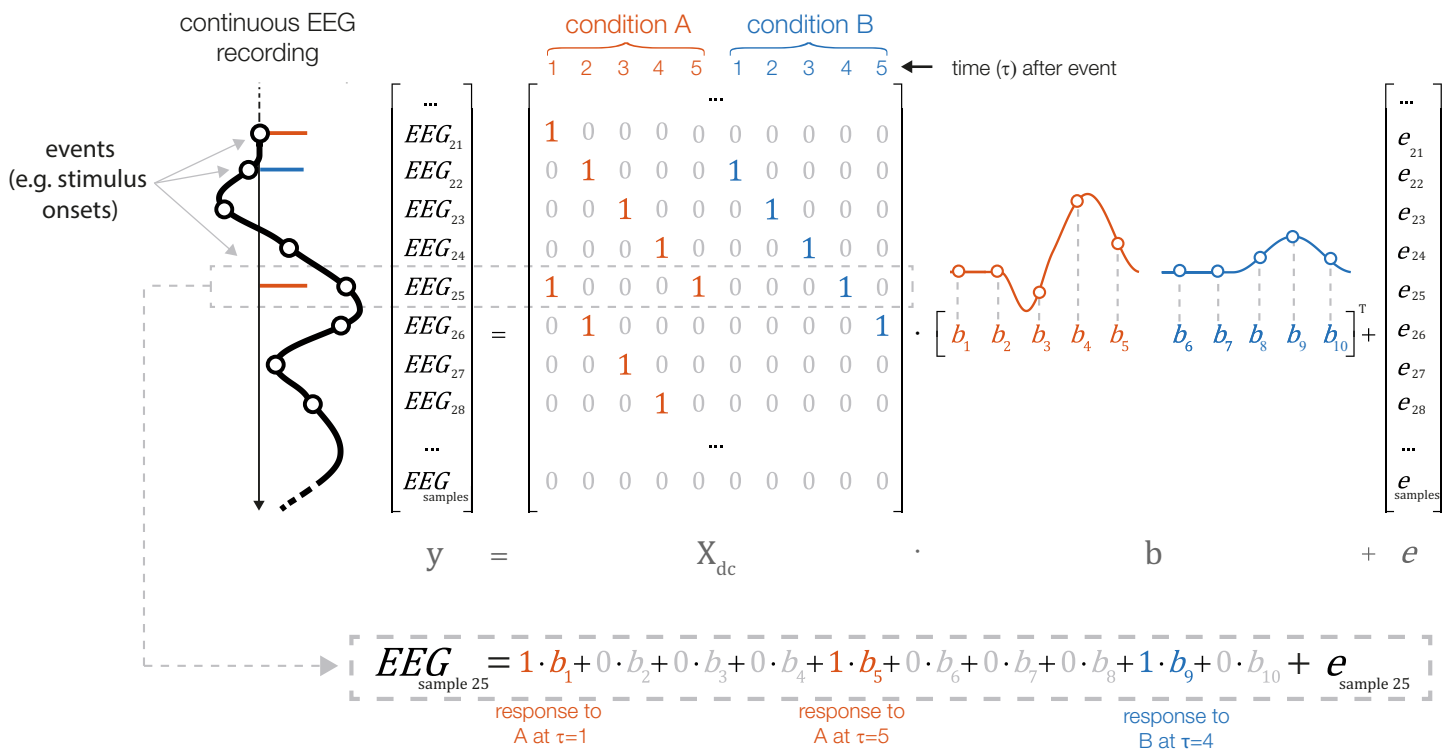 continuous EEG
recording
events
(e.g. stimulus
onsets)
condition A condition B
1 2 3 4 5 1 2 3 4 5 time (τ) after event
... ... ...
EEG21 1 0 0 0 0 0 0 0 0 0 e21
EEG22 0 1 0 0 0 1 0 0 0 0 e22
EEG23 0 0 1 0 0 0 1 0 0 0 e23
EEG24 0 0 0 1 0 0 0 1 0 0 e24
EEG25 1 0 0 0 1 0 0 0 1 0 e25
EEG26 = 0 1 0 0 0 0 0 0 0 1 · [b1 b2 b3 b4 b5 b6 b7 b8 b9 b10]T + e26
EEG27 0 0 1 0 0 0 0 0 0 0 e27
EEG28 0 0 0 1 0 0 0 0 0 0 e28
... ... ...
EEGsamples 0 0 0 0 0 0 0 0 0 0 esamples
y = Xdc · b + e
EEGsample 25 = 1·b1+0·b2+0·b3+0·b4+1·b5+0·b6+0·b7+0·b8+1·b9+0·b10 + esample 25
response to
A at τ=1
response to
A at τ=5
response to
B at τ=4